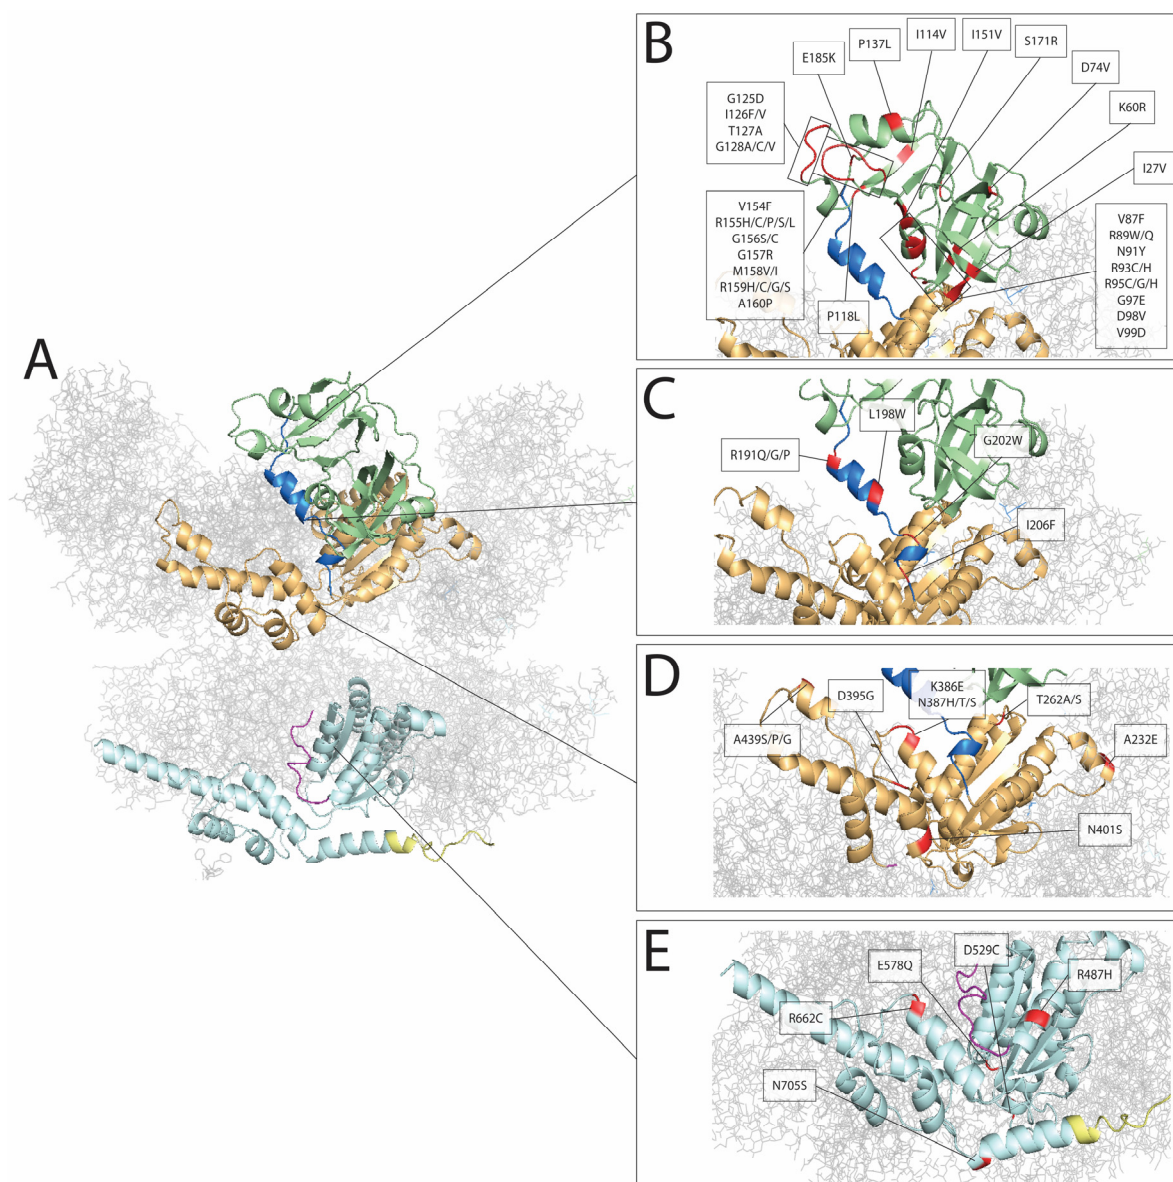 A
B
E185K
P137L
I114V
I151V
S171R
D74V
K60R
I27V
G125D
I126F/V
T127A
G128A/C/V
V154F
R155H/C/P/S/L
G156S/C
G157R
M158V/I
R159H/C/G/S
A160P
P118L
V87F
R89W/Q
N91Y
R93C/H
R95C/G/H
G97E
D98V
V99D
C
L198W
G202W
R191Q/G/P
I206F
D
D395G
K386E
N387H/T/S
T262A/S
A439S/P/G
A232E
N401S
E
D529C
E578Q
R487H
R662C
N705S